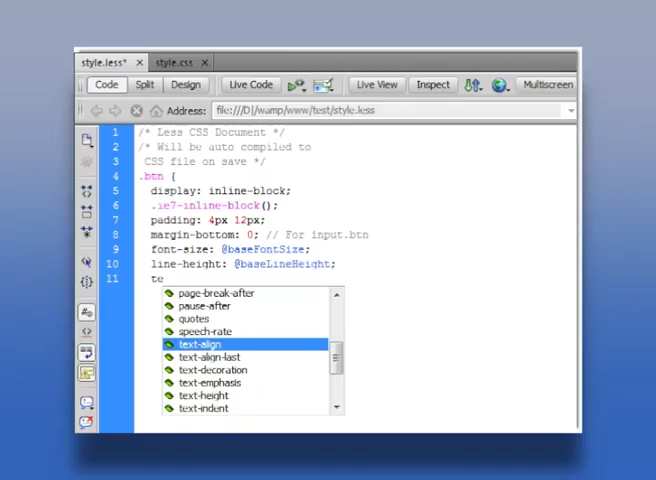 style.less* × style.css ×
Code Split Design Live Code Live View Inspect Multiscreen
Address: file:///D|/wamp/www/test/style.less
1 /* Less CSS Document */
2 /* Will be auto compiled to
3 CSS file on save */
4 .btn {
5 display: inline-block;
6 .ie7-inline-block();
7 padding: 4px 12px;
8 margin-bottom: 0; // For input.btn
9 font-size: @baseFontSize;
10 line-height: @baseLineHeight;
11 te
page-break-after
pause-after
quotes
speech-rate
text-align
text-align-last
text-decoration
text-emphasis
text-height
text-indent